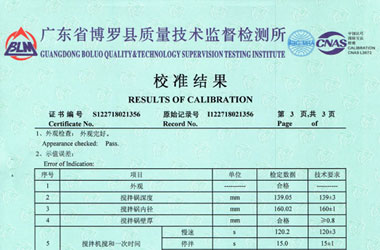 广东省博罗县质量技术监督检测所
GUANGDONG BOLUO QUALITY&TECHNOLOGY SUPERVISION TESTING INSTITUTE
BLM
CNAS
校准结果
RESULTS OF CALIBRATION
证书编号 S122718021356 原始记录号 I122718021356 第 3 页,共 3 页
Certificate No. Record No. Page of
1、外观检查: 外观完好。
Appearance checked: Pass.
2、示值误差:
Error of Indication:
序号 项目 单位 检定数据 技术要求
1 外观 合格
2 搅拌锅深度 mm 139.05 139±3
3 搅拌锅内径 mm 160.02 160±1
4 搅拌锅壁厚 mm 合格 ≥0.8
5 搅拌机搅和一次时间 慢速 s 120.2 120±3
停拌 s 15.0 15±1